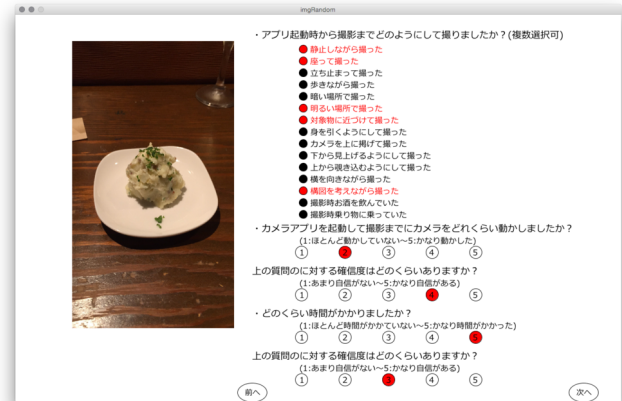 imgRandom
・アプリ起動時から撮影までどのようにして撮りましたか？(複数選択可)
静止しながら撮った
座って撮った
立ち止まって撮った
歩きながら撮った
暗い場所で撮った
明るい場所で撮った
対象物に近づけて撮った
身を引くようにして撮った
カメラを上に掲げて撮った
下から見上げるようにして撮った
上から覗き込むようにして撮った
横を向きながら撮った
構図を考えながら撮った
撮影時お酒を飲んでいた
撮影時乗り物に乗っていた
・カメラアプリを起動して撮影までにカメラをどれくらい動かしましたか？
(1:ほとんど動かしていない～5:かなり動かした)
1 2 3 4 5
上の質問のに対する確信度はどのくらいありますか？
(1:あまり自信がない～5:かなり自信がある)
1 2 3 4 5
・どのくらい時間がかかりましたか？
(1:ほとんど時間がかかていない～5:かなり時間がかかった)
1 2 3 4 5
上の質問のに対する確信度はどのくらいありますか？
(1:あまり自信がない～5:かなり自信がある)
1 2 3 4 5
前へ 次へ